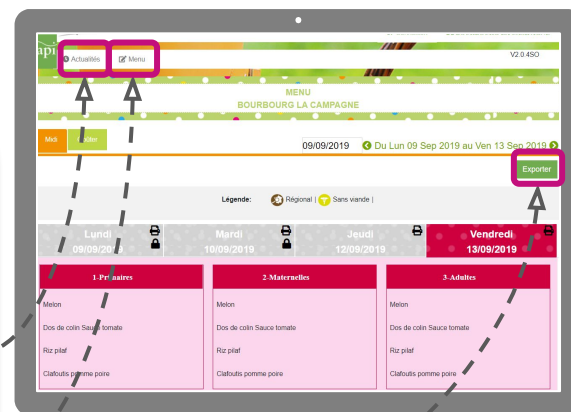 api
Actualités Menu
V2.0.4SO
MENU
BOURBOURG LA CAMPAGNE
Midi
09/09/2019 Du Lun 09 Sep 2019 au Ven 13 Sep 2019
Exporter
Légende: Régional | Sans viande |
Lundi Mardi Jeudi Vendredi
09/09/2019 10/09/2019 12/09/2019 13/09/2019
1-Primaires 2-Maternelles 3-Adultes
Melon Melon Melon
Dos de colin Sauce tomate Dos de colin Sauce tomate Dos de colin Sauce tomate
Riz pilaf Riz pilaf Riz pilaf
Clafoutis pomme poire Clafoutis pomme poire Clafoutis pomme poire